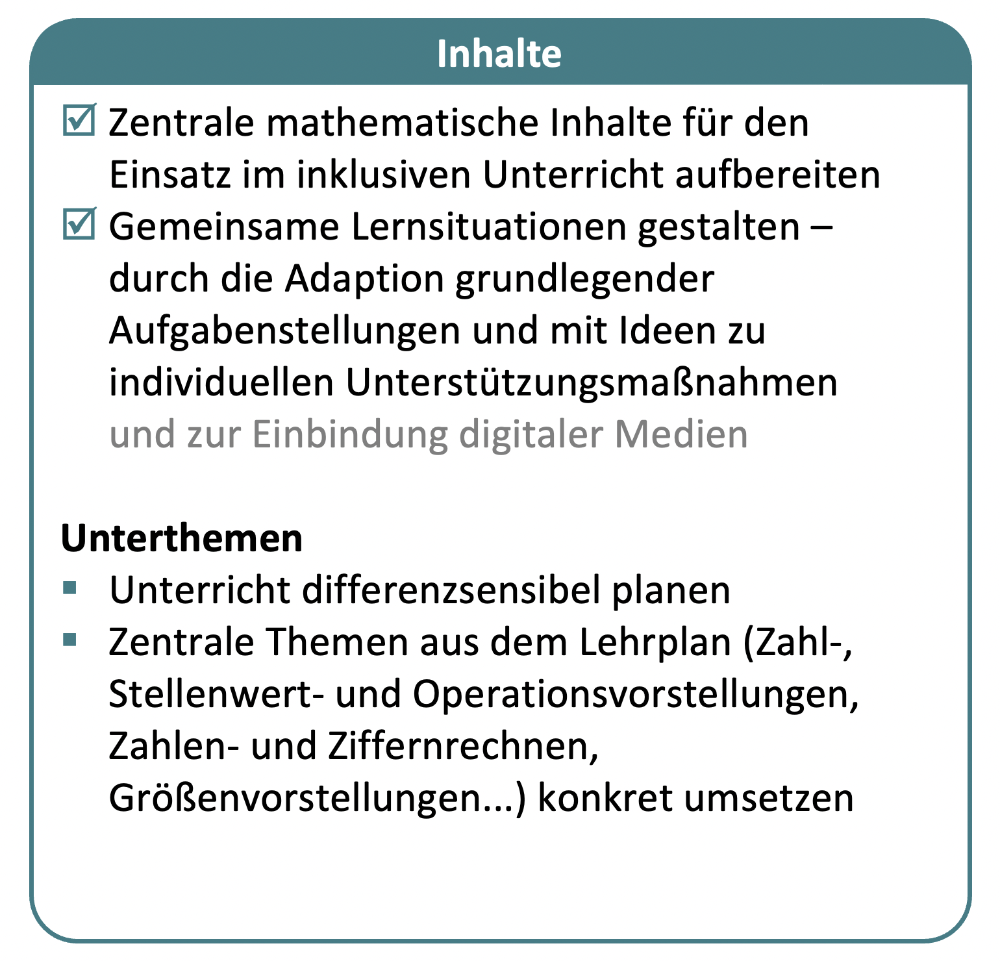 Inhalte
☑ Zentrale mathematische Inhalte für den
Einsatz im inklusiven Unterricht aufbereiten
☑ Gemeinsame Lernsituationen gestalten –
durch die Adaption grundlegender
Aufgabenstellungen und mit Ideen zu
individuellen Unterstützungsmaßnahmen
und zur Einbindung digitaler Medien
Unterthemen
▪ Unterricht differenzsensibel planen
▪ Zentrale Themen aus dem Lehrplan (Zahl-,
Stellenwert- und Operationsvorstellungen,
Zahlen- und Ziffernrechnen,
Größenvorstellungen...) konkret umsetzen